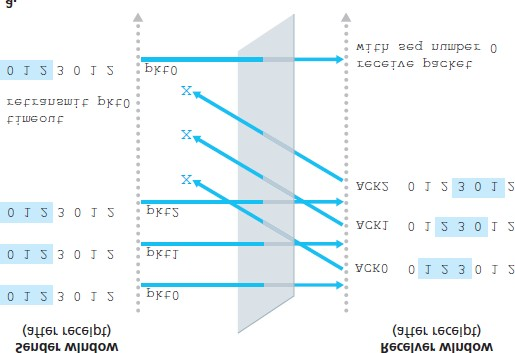 Sender window
(after receipt)
Receiver window
(after receipt)
0 1 2 3 0 1 2
pkt0
ACK0 0 1 2 3 0 1 2
0 1 2 3 0 1 2
pkt1
ACK1 0 1 2 3 0 1 2
0 1 2 3 0 1 2
pkt2
ACK2 0 1 2 3 0 1 2
X
X
X
timeout
retransmit pkt0
0 1 2 3 0 1 2
pkt0
receive packet
with seq number 0
a.